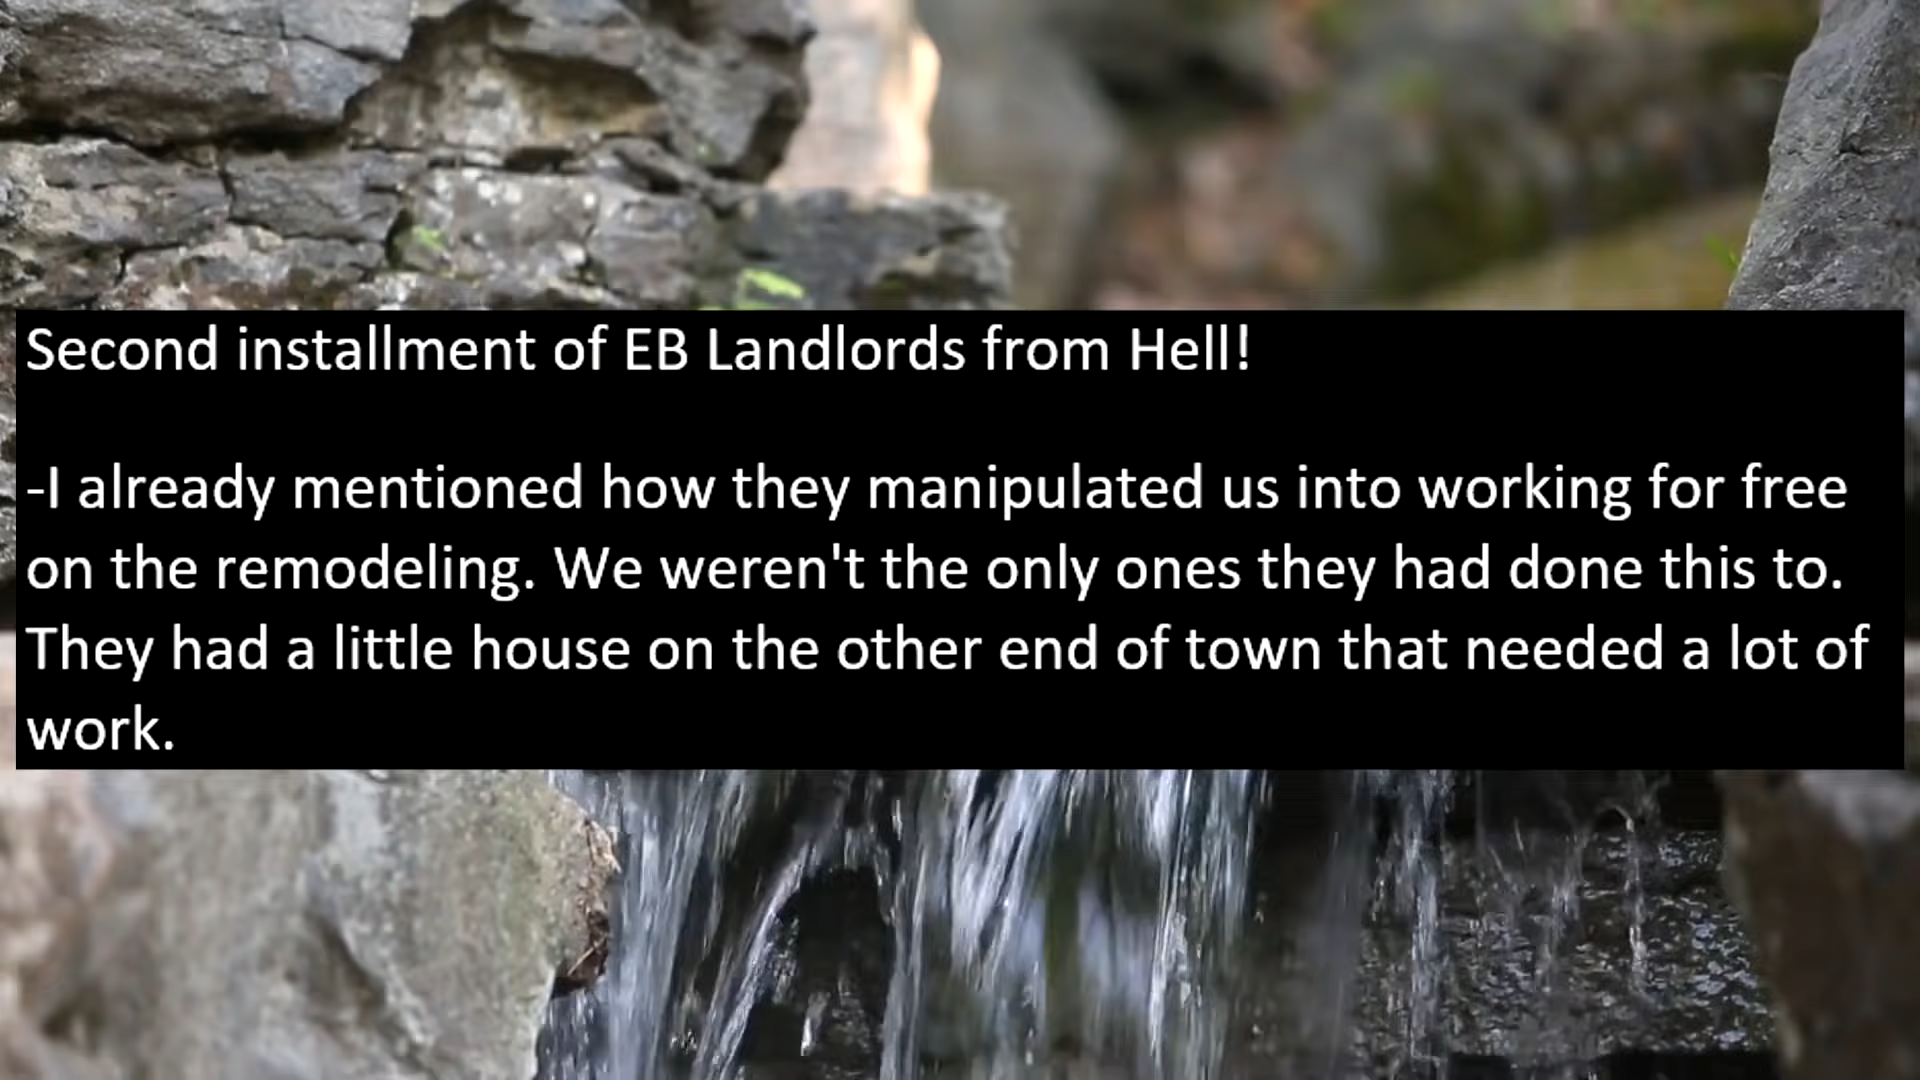 Second installment of EB Landlords from Hell!
-I already mentioned how they manipulated us into working for free
on the remodeling. We weren't the only ones they had done this to.
They had a little house on the other end of town that needed a lot of
work.